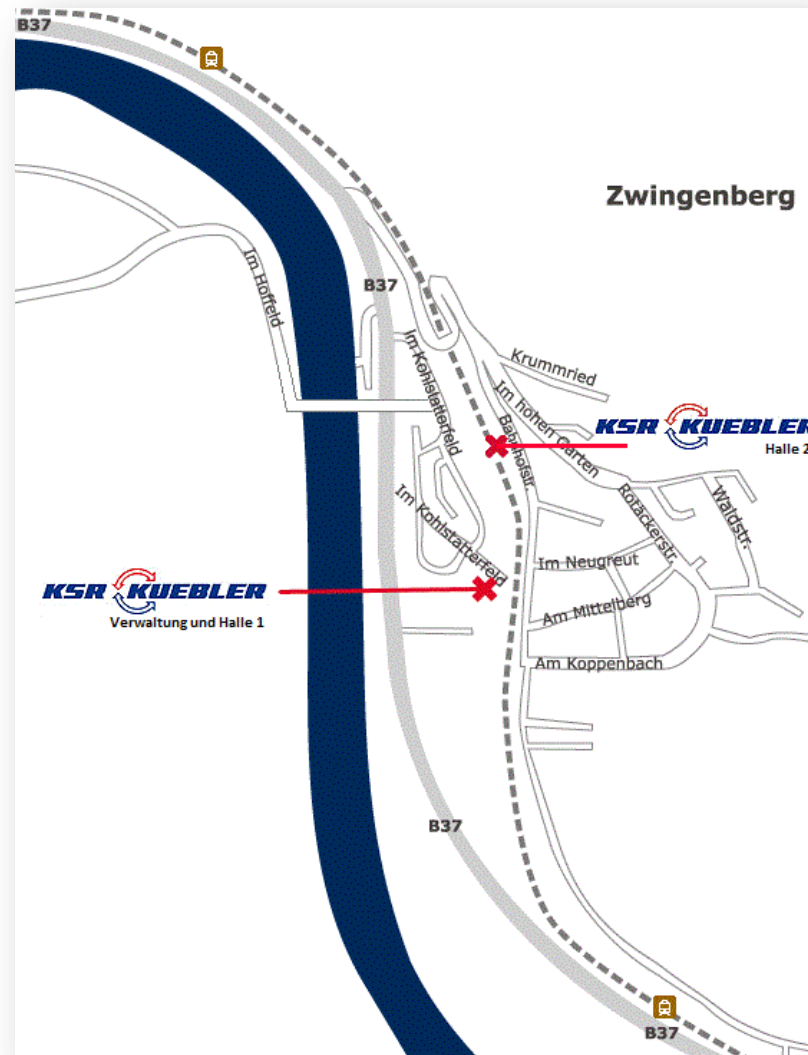 B37
Zwingenberg
Im Hoffeld
B37
Im Kohlstatterfeld
Krummried
Im hohen Garten
Bahnhofstr.
KSR KUEBLER
Halle 2
Im Kohlstatterfeld
Rotäckerstr.
Waldstr.
Im Neugreut
KSR KUEBLER
Verwaltung und Halle 1
Am Mittelberg
Am Koppenbach
B37
B37